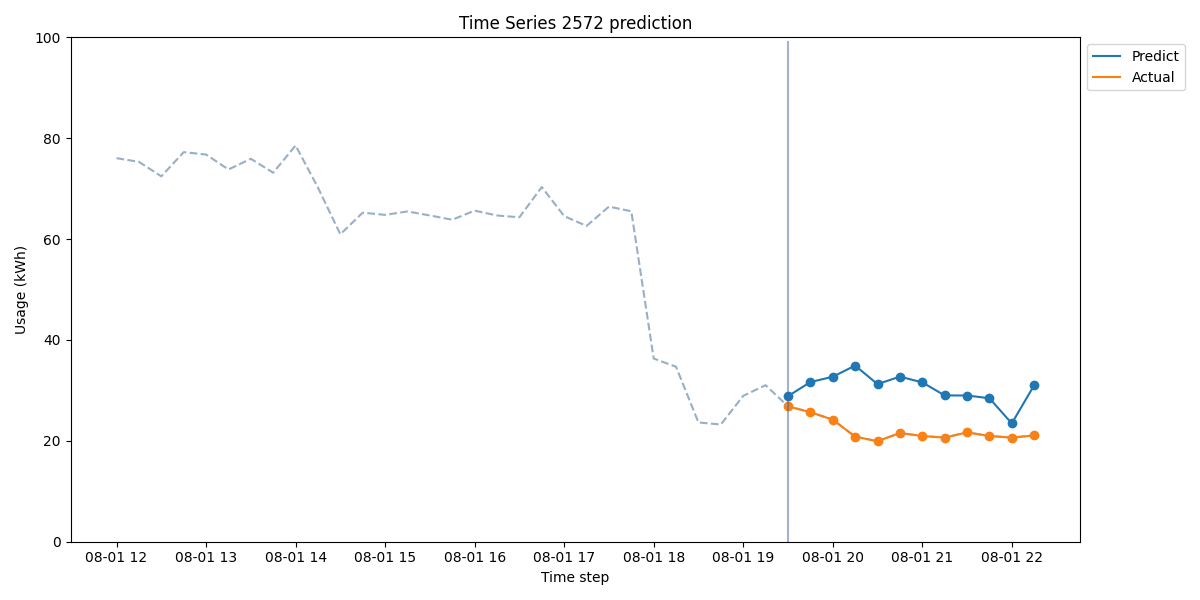 Time Series 2572 prediction
Predict
Actual
Usage (kWh)
100
80
60
40
20
0
08-01 12 08-01 13 08-01 14 08-01 15 08-01 16 08-01 17 08-01 18 08-01 19 08-01 20 08-01 21 08-01 22
Time step